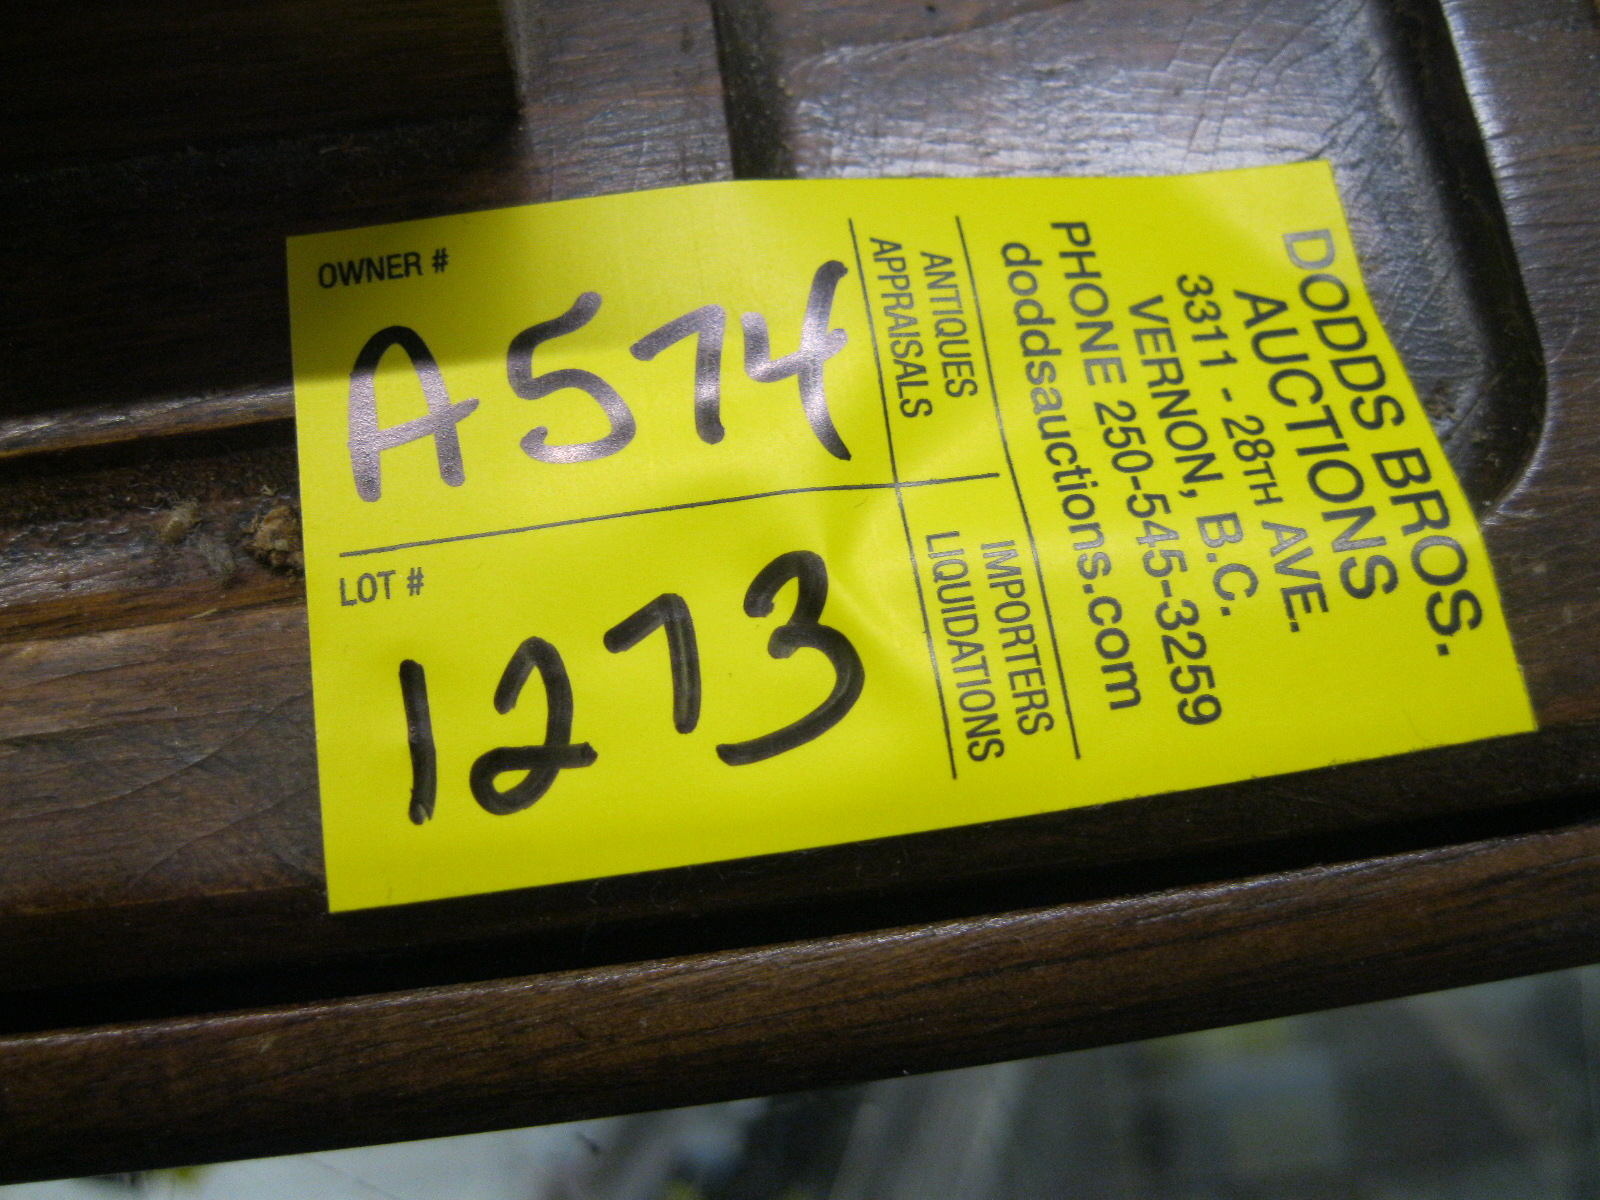 OWNER #
A574
LOT #
1273
ANTIQUES
APPRAISALS
IMPORTERS
LIQUIDATIONS
DODDS BROS.
AUCTIONS
3311 - 28TH AVE.
VERNON, B.C.
PHONE 250-545-3259
doddsauctions.com